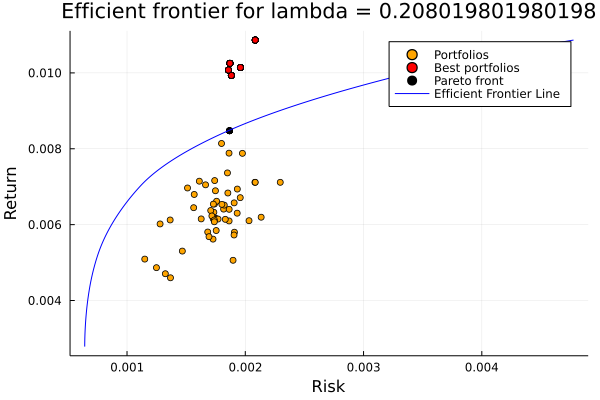 Efficient frontier for lambda = 0.208019801980198
Return
0.010
0.008
0.006
0.004
Portfolios
Best portfolios
Pareto front
Efficient Frontier Line
0.001
0.002
0.003
0.004
Risk